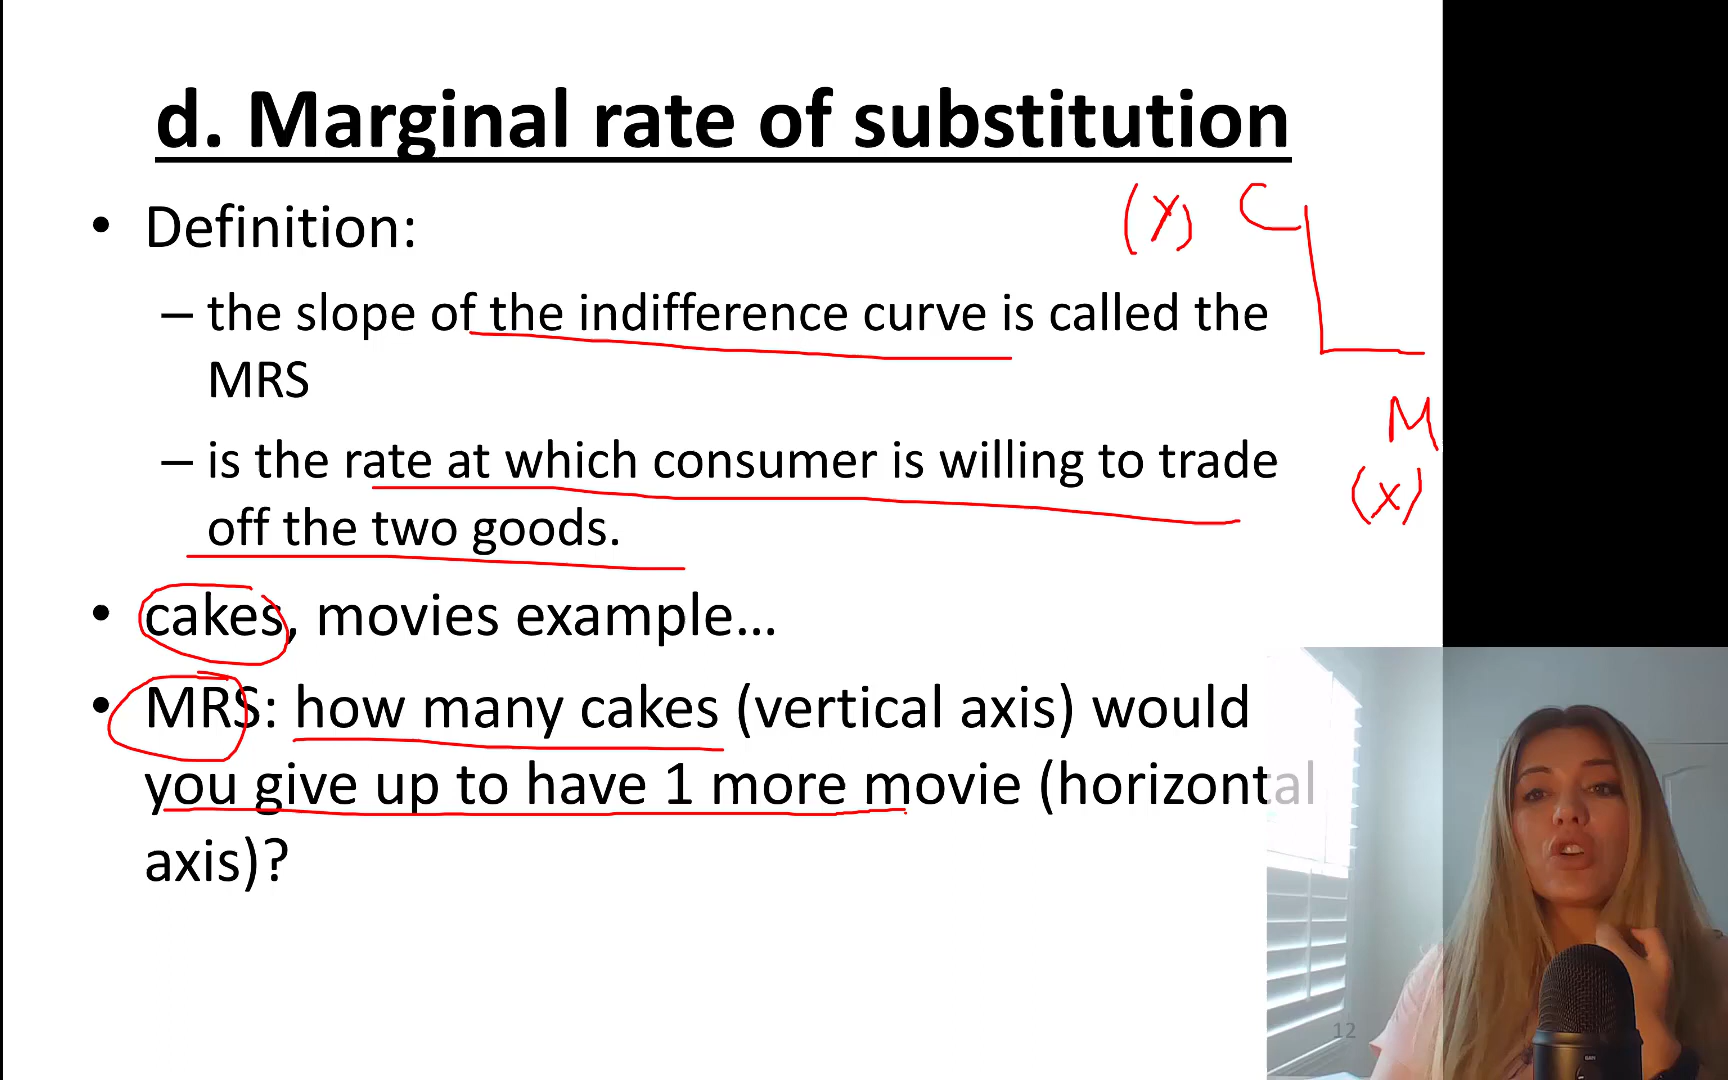 d. Marginal rate of substitution
• Definition:
(Y) C
– the slope of the indifference curve is called the
MRS
M
– is the rate at which consumer is willing to trade
(x)
off the two goods.
• cakes, movies example...
• MRS: how many cakes (vertical axis) would
you give up to have 1 more movie (horizontal
axis)?
12